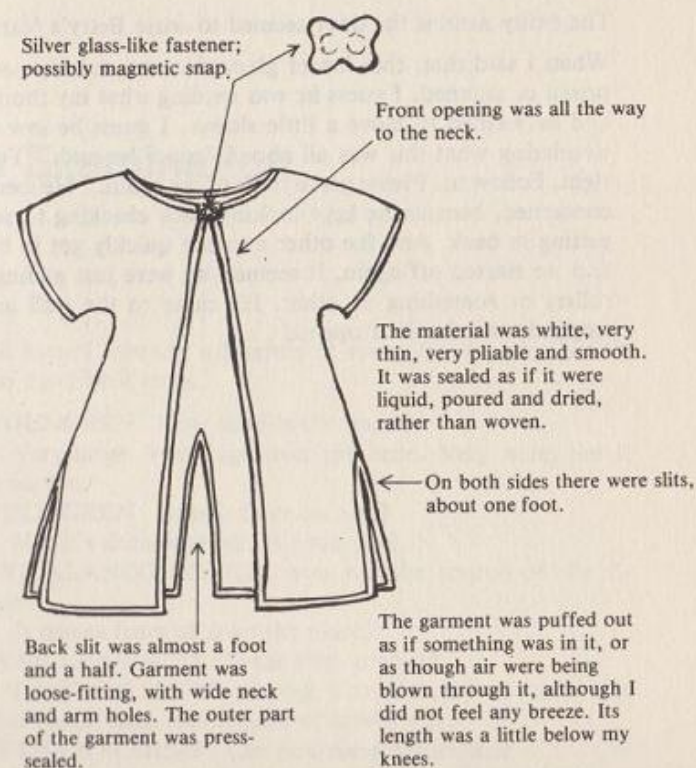 Silver glass-like fastener;
possibly magnetic snap.
Front opening was all the way
to the neck.
The material was white, very
thin, very pliable and smooth.
It was sealed as if it were
liquid, poured and dried,
rather than woven.
On both sides there were slits,
about one foot.
Back slit was almost a foot
and a half. Garment was
loose-fitting, with wide neck
and arm holes. The outer part
of the garment was press-
sealed.
The garment was puffed out
as if something was in it, or
as though air were being
blown through it, although I
did not feel any breeze. Its
length was a little below my
knees.